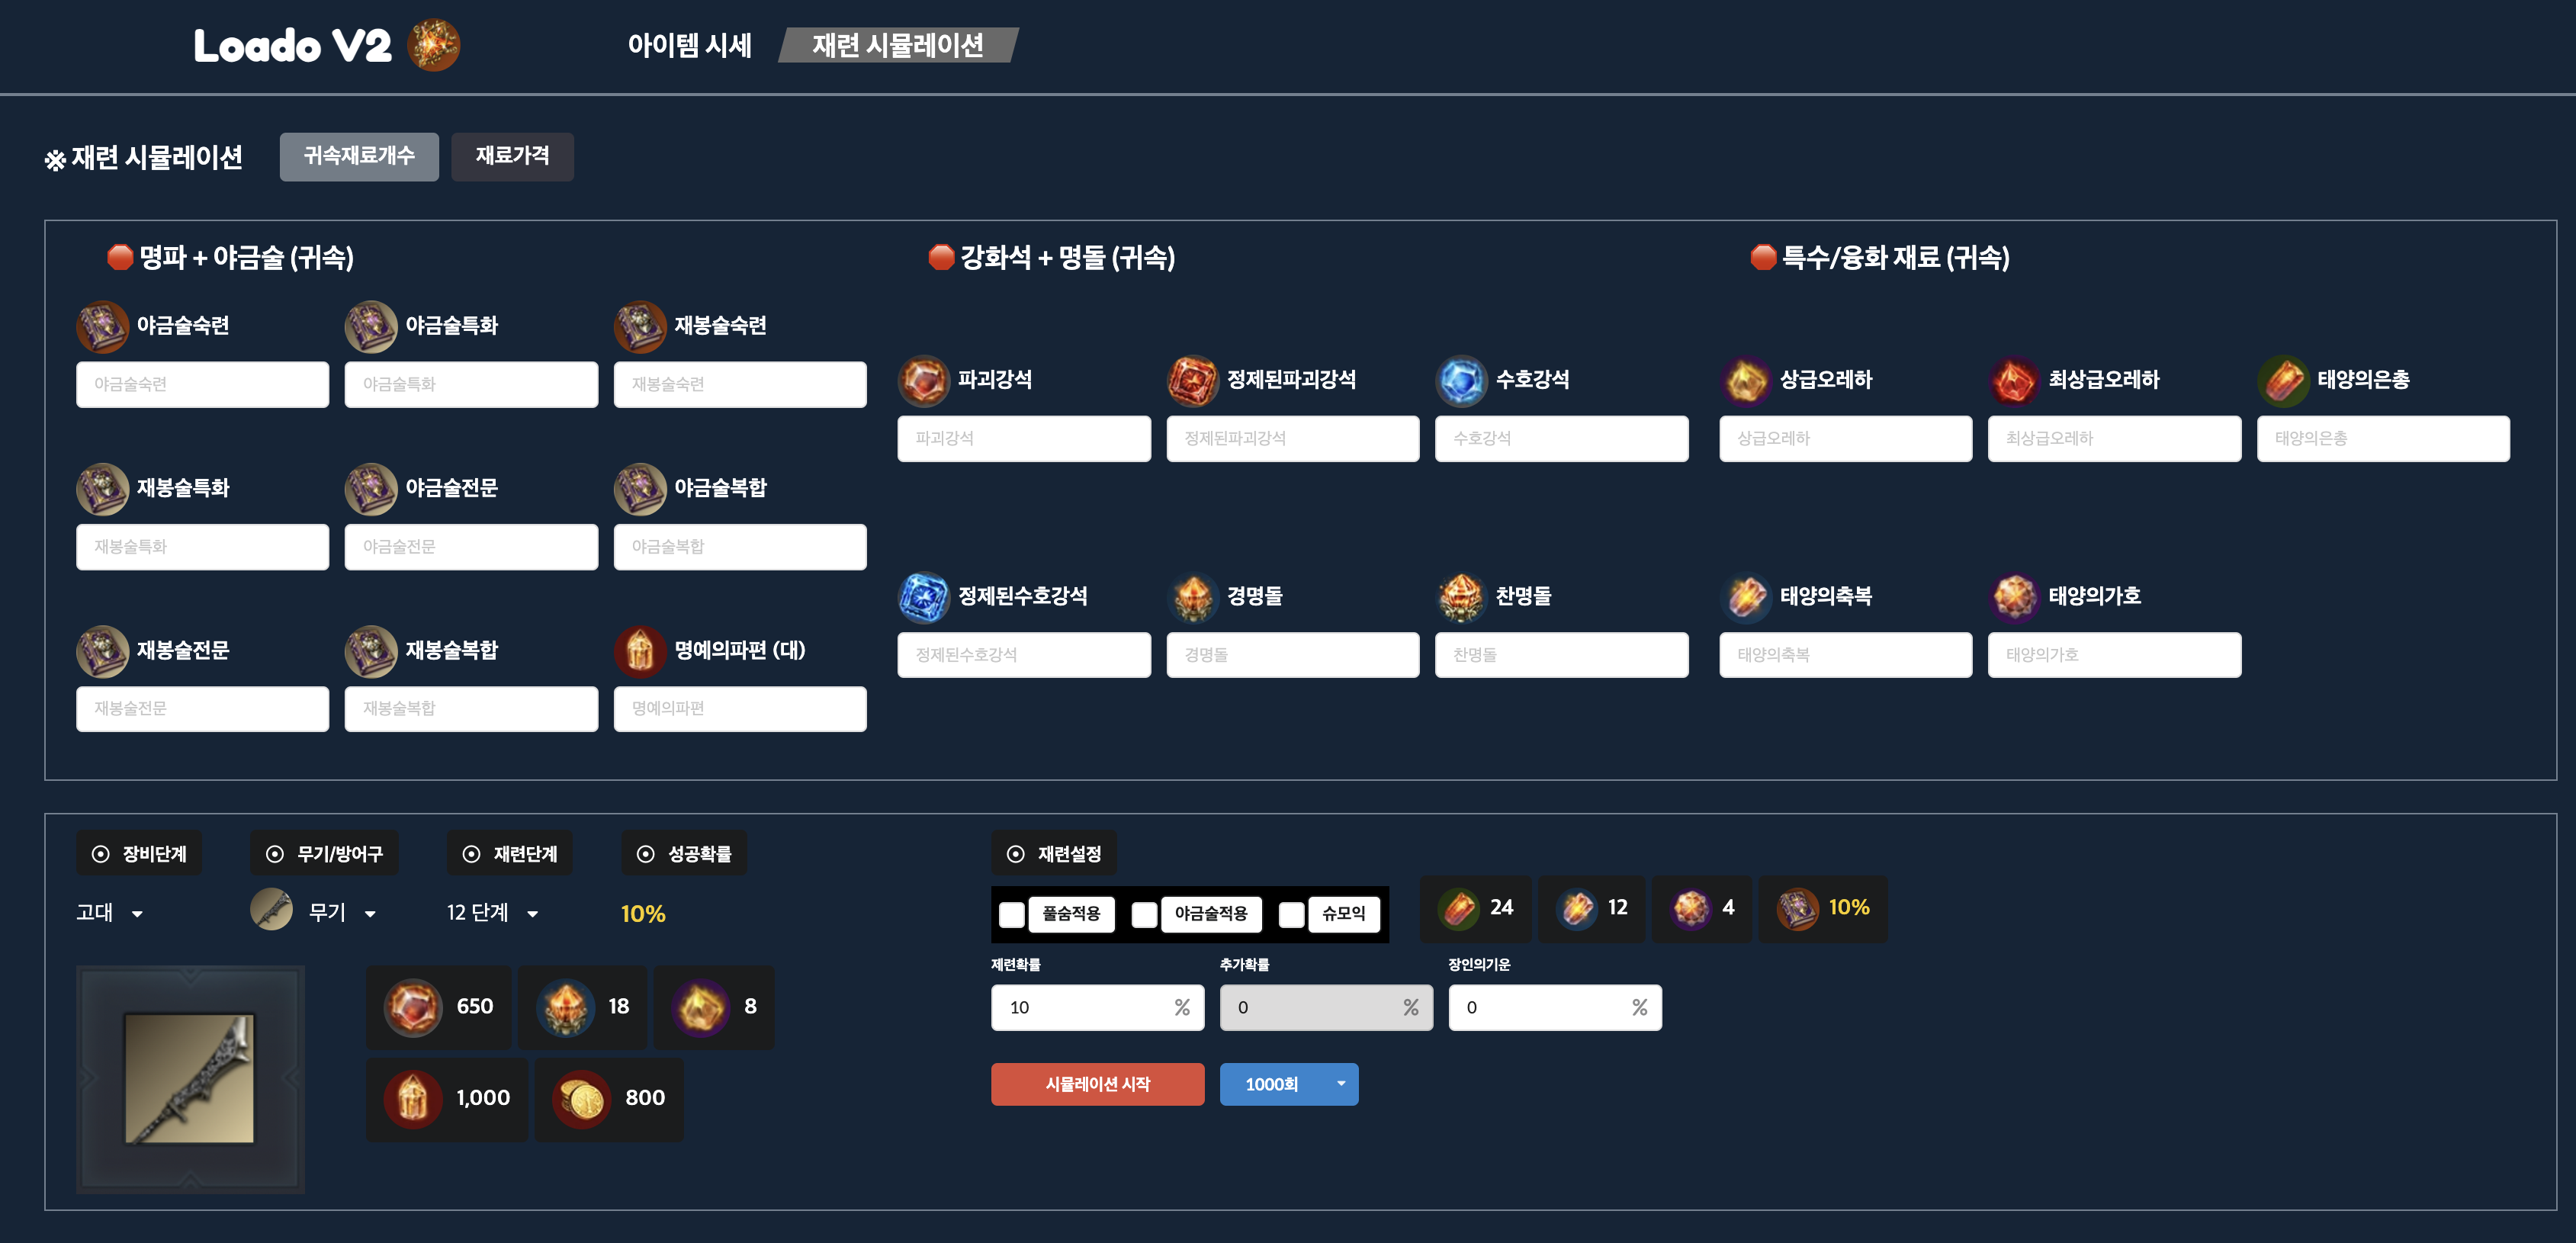 Loado V2
아이템 시세
재련 시뮬레이션
※ 재련 시뮬레이션
귀속재료개수
재료가격
명파 + 야금술 (귀속)
야금술숙련
야금술특화
재봉술숙련
야금술숙련
야금술특화
재봉술숙련
재봉술특화
야금술전문
야금술복합
재봉술특화
야금술전문
야금술복합
재봉술전문
재봉술복합
명예의파편 (대)
재봉술전문
재봉술복합
명예의파편
강화석 + 명돌 (귀속)
파괴강석
정제된파괴강석
수호강석
파괴강석
정제된파괴강석
수호강석
정제된수호강석
경명돌
찬명돌
정제된수호강석
경명돌
찬명돌
특수/융화 재료 (귀속)
상급오레하
최상급오레하
태양의은총
상급오레하
최상급오레하
태양의은총
태양의축복
태양의가호
태양의축복
태양의가호
장비단계
무기/방어구
재련단계
성공확률
고대
무기
12 단계
10%
650
18
8
1,000
800
재련설정
풀숨적용
야금술적용
슈모익
24
12
4
10%
제련확률
추가확률
장인의기운
10 %
0 %
0 %
시뮬레이션 시작
1000회